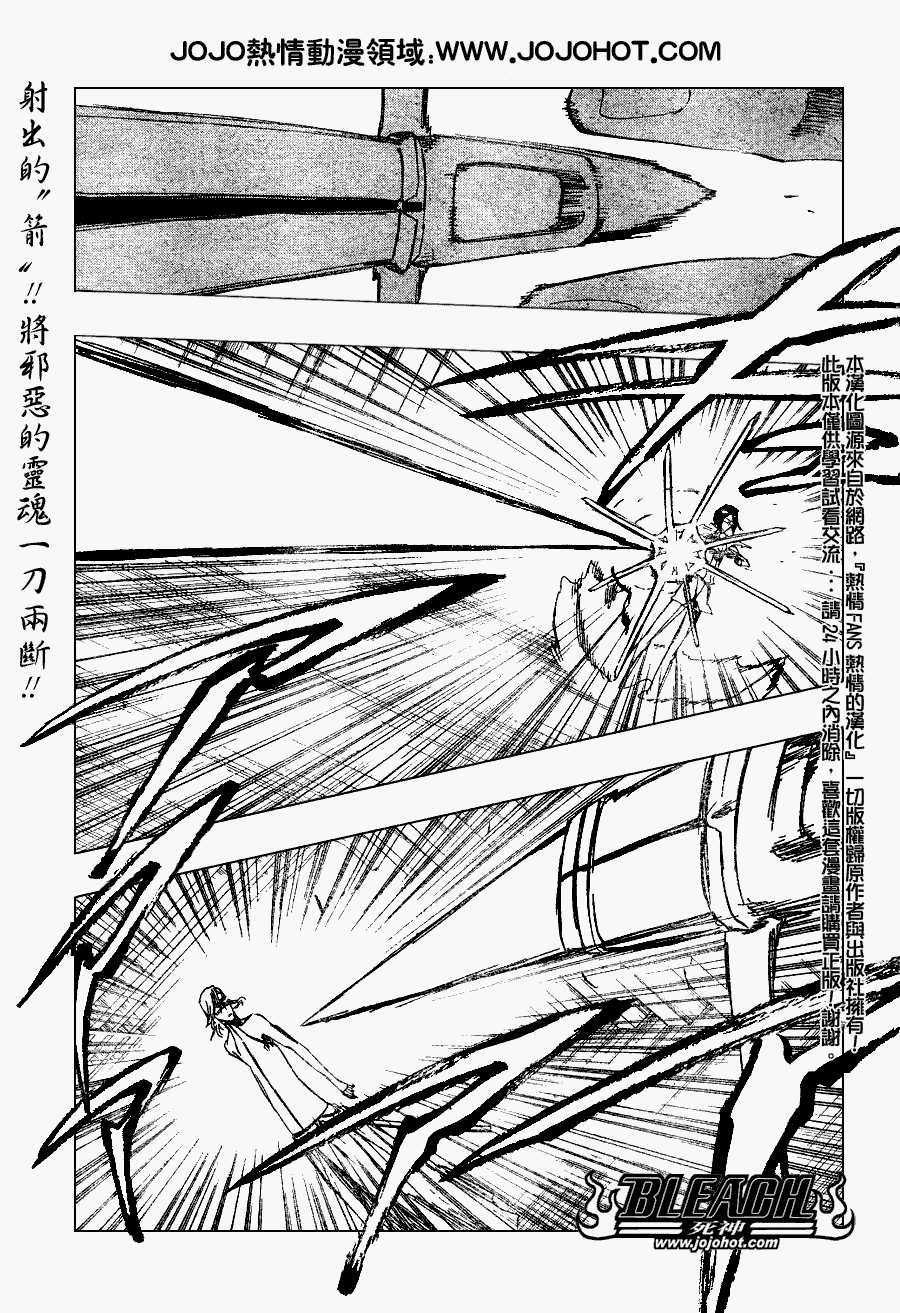 JOJO熱情動漫領域:WWW.JOJOHOT.COM
本漢化圖源來自於網路，『熱情FANS 熱情的漢化』一切版權歸原作者與出版社擁有！
此版本僅供學習試看交流...請24小時之內消除，喜歡這套漫畫請購買正版！謝謝。
射出的〝箭〞!!將邪惡的靈魂一刀兩斷!!
BLEACH
死神
www.jojohot.com